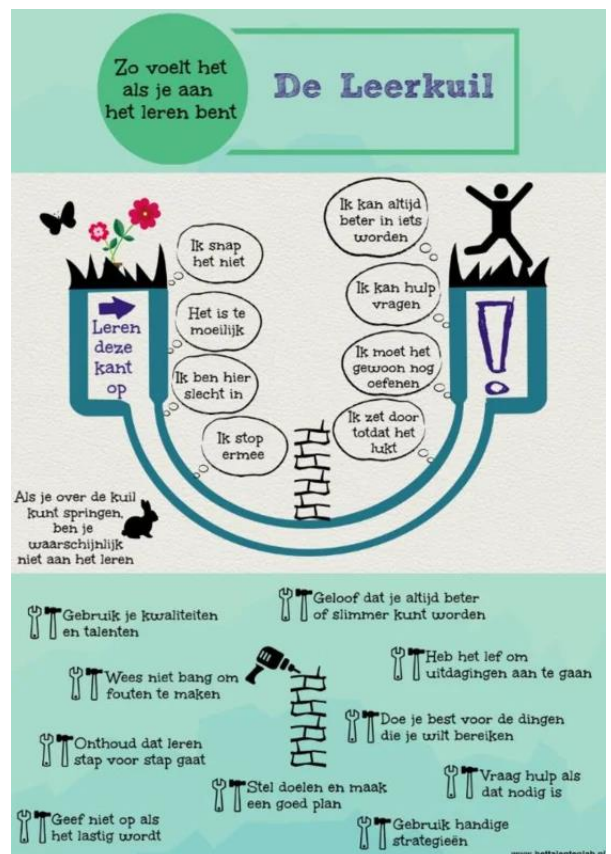 Zo voelt het
als je aan
het leren bent
De Leerkuil
Ik snap
het niet
Het is te
moeilijk
Ik ben hier
slecht in
Ik stop
ermee
Ik kan altijd
beter in iets
worden
Ik kan hulp
vragen
Ik moet het
gewoon nog
oefenen
Ik zet door
totdat het
lukt
Leren
deze
kant
op
!
Als je over de kuil
kunt springen,
ben je
waarschijnlijk
niet aan het leren
Gebruik je kwaliteiten
en talenten
Geloof dat je altijd beter
of slimmer kunt worden
Wees niet bang om
fouten te maken
Heb het lef om
uitdagingen aan te gaan
Onthoud dat leren
stap voor stap gaat
Doe je best voor de dingen
die je wilt bereiken
Stel doelen en maak
een goed plan
Vraag hulp als
dat nodig is
Geef niet op als
het lastig wordt
Gebruik handige
strategieën